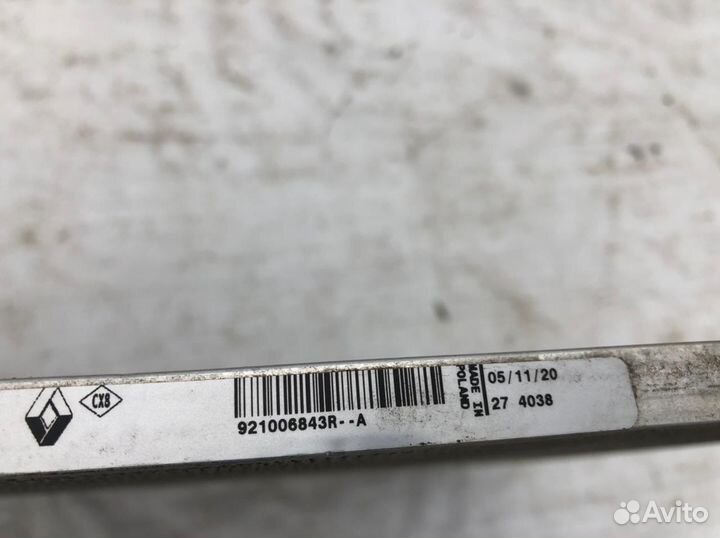 CX8
921006843R--A
MADE IN
POLAND
05/11/20
27 4038
Avito